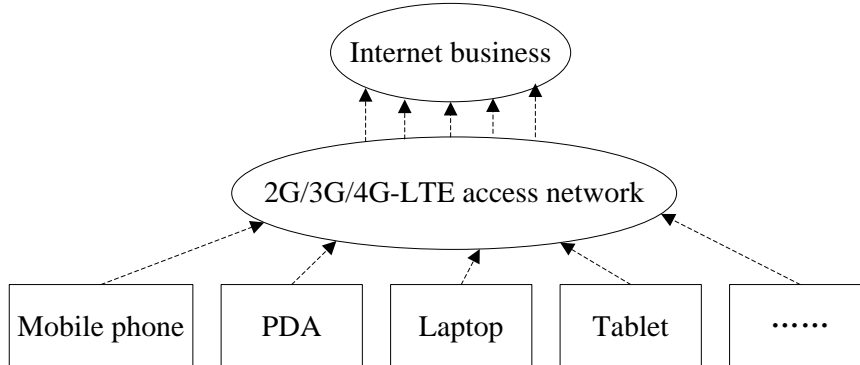 Internet business
2G/3G/4G-LTE access network
Mobile phone
PDA
Laptop
Tablet
……